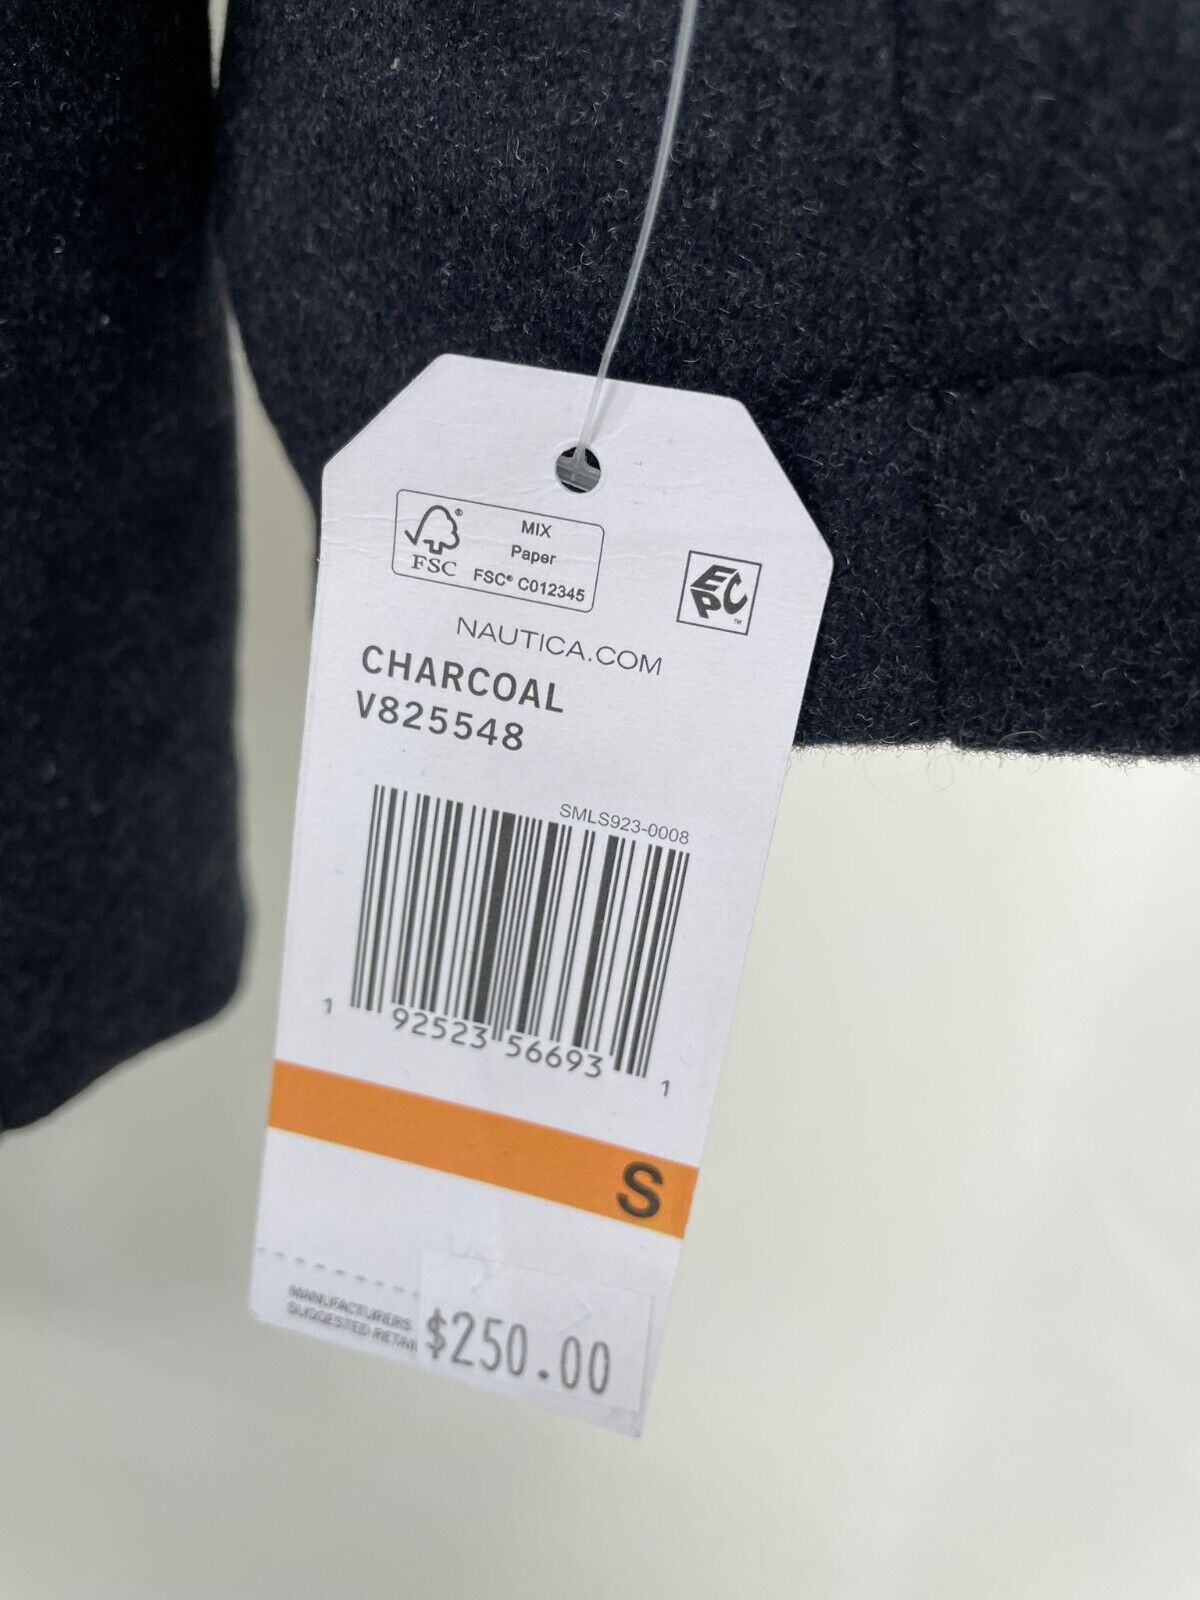 MIX
Paper
FSC® C012345
FSC
®
EPC
™
NAUTICA.COM
CHARCOAL
V825548
SMLS923-0008
1 92523 56693 1
S
MANUFACTURERS
SUGGESTED RETAIL
$250.00